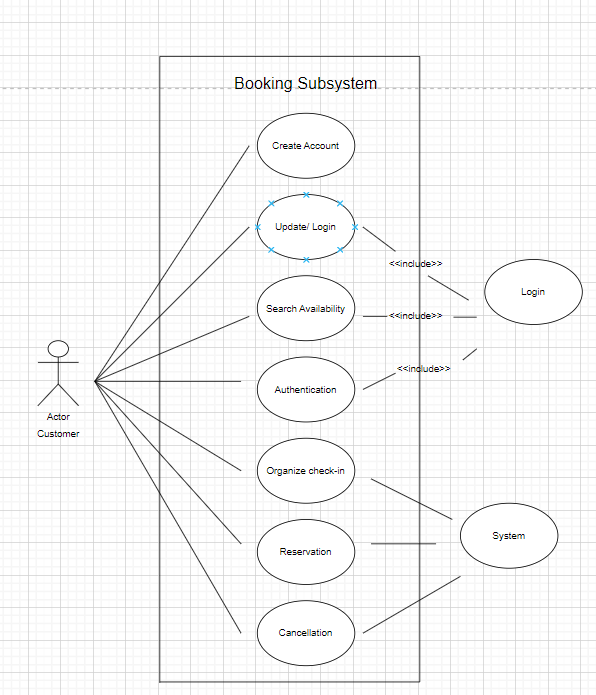 Booking Subsystem
Create Account
Update/ Login
<<include>>
Login
Search Availability
<<include>>
<<include>>
Authentication
Actor
Customer
Organize check-in
System
Reservation
Cancellation